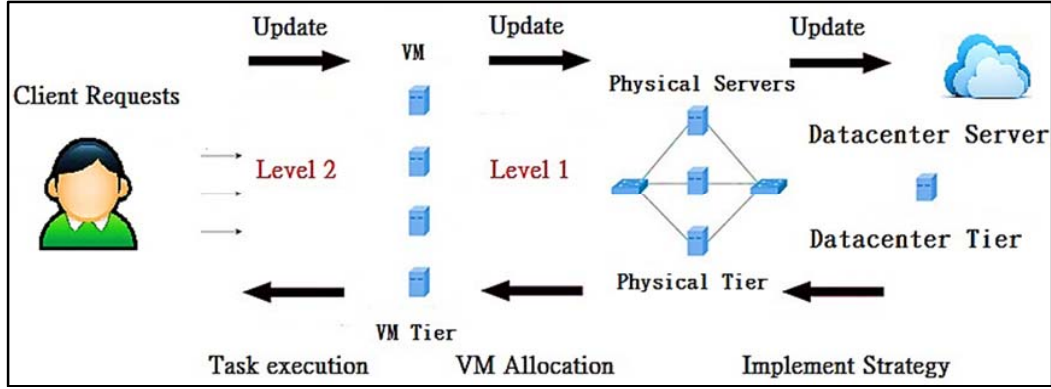 Update
Update
Update
VM
Client Requests
Physical Servers
Datacenter Server
Level 2
Level 1
Datacenter Tier
Physical Tier
VM Tier
Task execution
VM Allocation
Implement Strategy